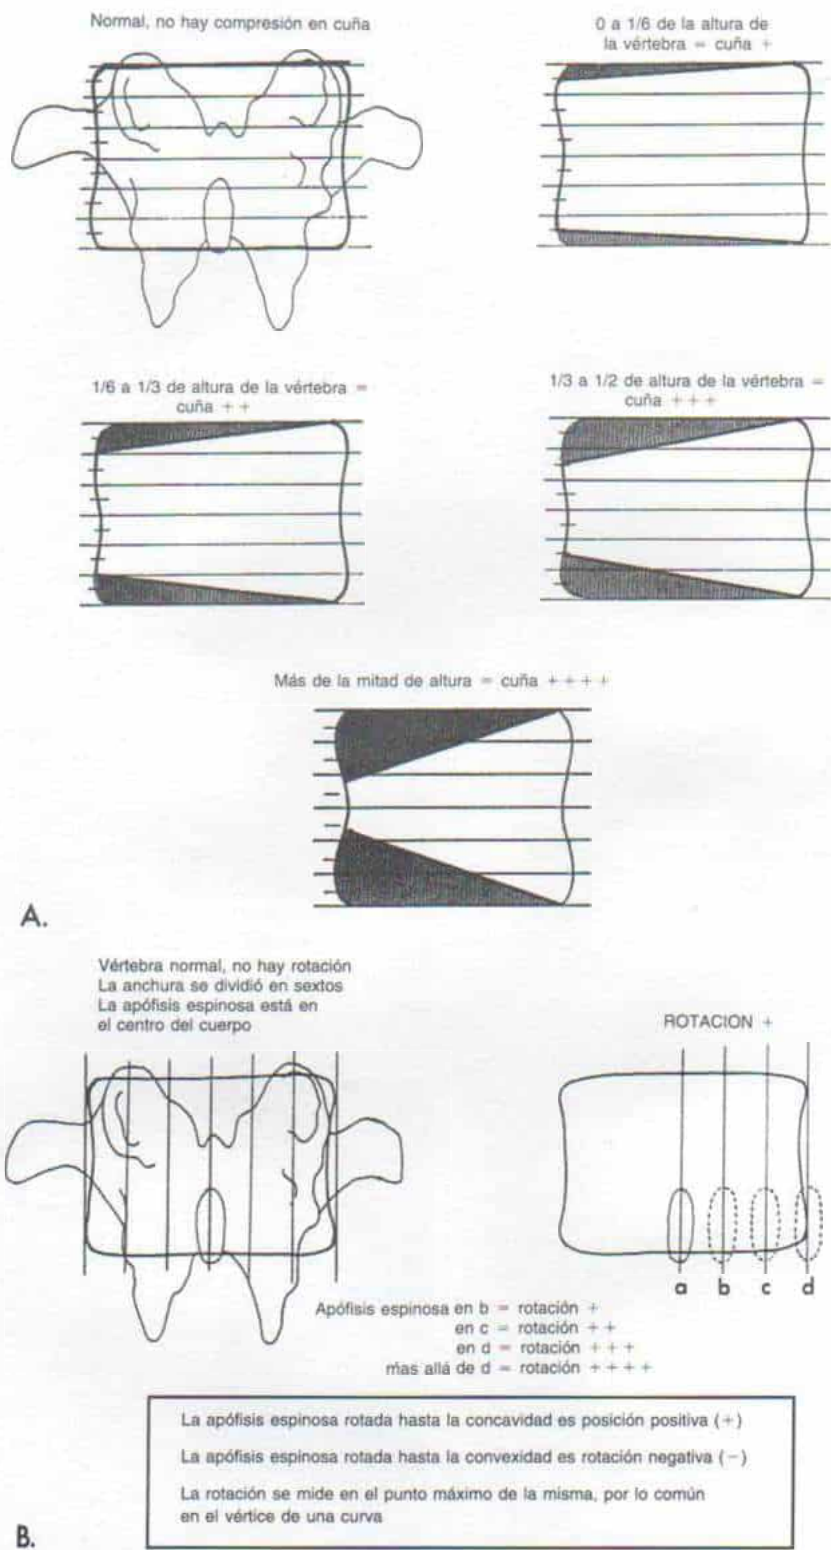 Normal, no hay compresión en cuña
0 a 1/6 de la altura de
la vértebra = cuña +
1/6 a 1/3 de altura de la vértebra =
cuña + +
1/3 a 1/2 de altura de la vértebra =
cuña + + +
Más de la mitad de altura = cuña + + + +
A.
Vértebra normal, no hay rotación
La anchura se dividió en sextos
La apófisis espinosa está en
el centro del cuerpo
ROTACION +
a b c d
Apófisis espinosa en b = rotación +
en c = rotación + +
en d = rotación + + +
mas allá de d = rotación + + + +
La apófisis espinosa rotada hasta la concavidad es posición positiva (+)
La apófisis espinosa rotada hasta la convexidad es rotación negativa (−)
La rotación se mide en el punto máximo de la misma, por lo común
en el vértice de una curva
B.